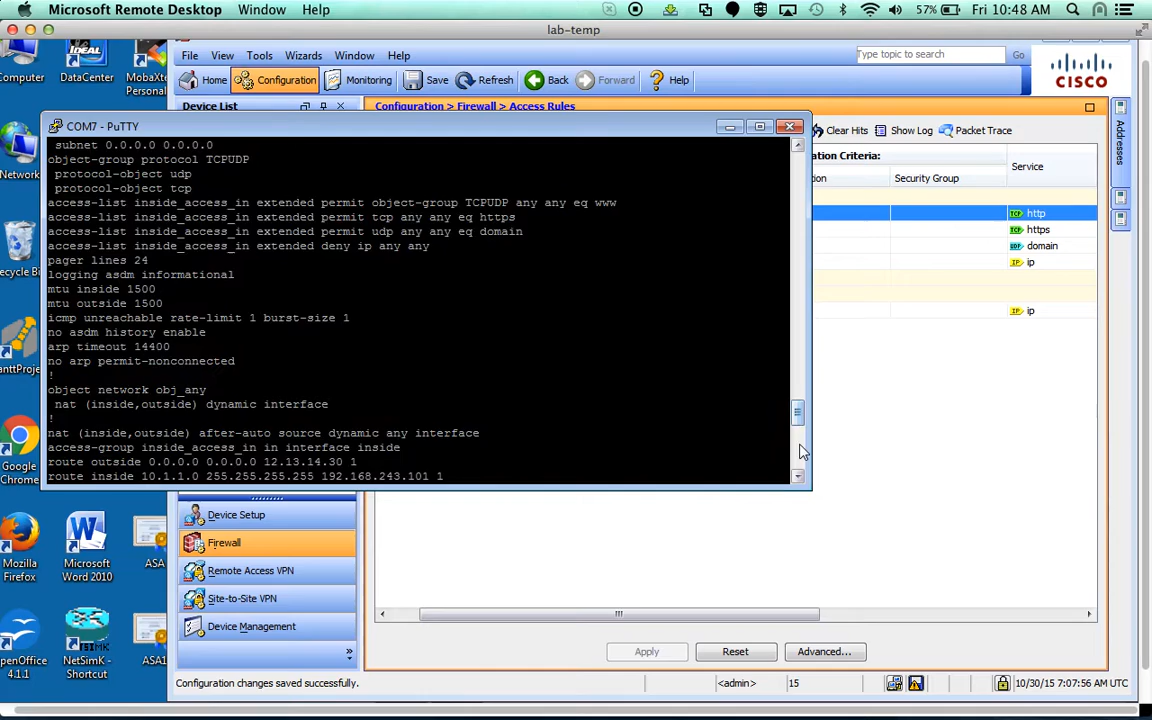 Microsoft Remote Desktop Window Help
57% Fri 10:48 AM
lab-temp
View Tools Wizards Window Help
Type topic to search
Go
Home Configuration Monitoring Save Refresh Back Forward Help
CISCO
Device List
Configuration > Firewall > Access Rules
COM7 - PuTTY
Clear Hits Show Log Packet Trace
Addresses
ation Criteria:
Service
ion
Security Group
http
https
domain
ip
ip
subnet 0.0.0.0 0.0.0.0
object-group protocol TCPUDP
protocol-object udp
protocol-object tcp
access-list inside_access_in extended permit object-group TCPUDP any any eq www
access-list inside_access_in extended permit tcp any any eq https
access-list inside_access_in extended permit udp any any eq domain
access-list inside_access_in extended deny ip any any
pager lines 24
logging asdm informational
mtu inside 1500
mtu outside 1500
icmp unreachable rate-limit 1 burst-size 1
no asdm history enable
arp timeout 14400
no arp permit-nonconnected
!
object network obj_any
nat (inside,outside) dynamic interface
!
nat (inside,outside) after-auto source dynamic any interface
access-group inside_access_in in interface inside
route outside 0.0.0.0 0.0.0.0 12.13.14.30 1
route inside 10.1.1.0 255.255.255.255 192.168.243.101 1
Device Setup
Firewall
Remote Access VPN
Site-to-Site VPN
Device Management
Apply
Reset
Advanced...
Configuration changes saved successfully.
<admin>
15
10/30/15 7:07:56 AM UTC
Computer
IDEAL
DataCenter
MobaXte
Personal
Network
ecycle Bi
anttProje
Google
Chrome
Mozilla
Firefox
Microsoft
Word 2010
ASA
penOffice
4.1.1
NetSimK -
Shortcut
ASA1